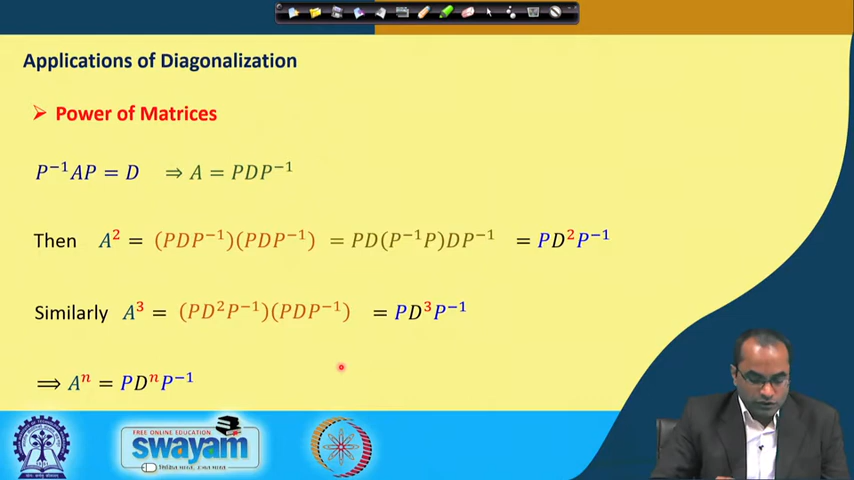 Applications of Diagonalization
➢ Power of Matrices
P⁻¹AP = D ⇒ A = PDP⁻¹
Then A² = (PDP⁻¹)(PDP⁻¹) = PD(P⁻¹P)DP⁻¹ = PD²P⁻¹
Similarly A³ = (PD²P⁻¹)(PDP⁻¹) = PD³P⁻¹
⟹ Aⁿ = PDⁿP⁻¹
FREE ONLINE EDUCATION
swayam